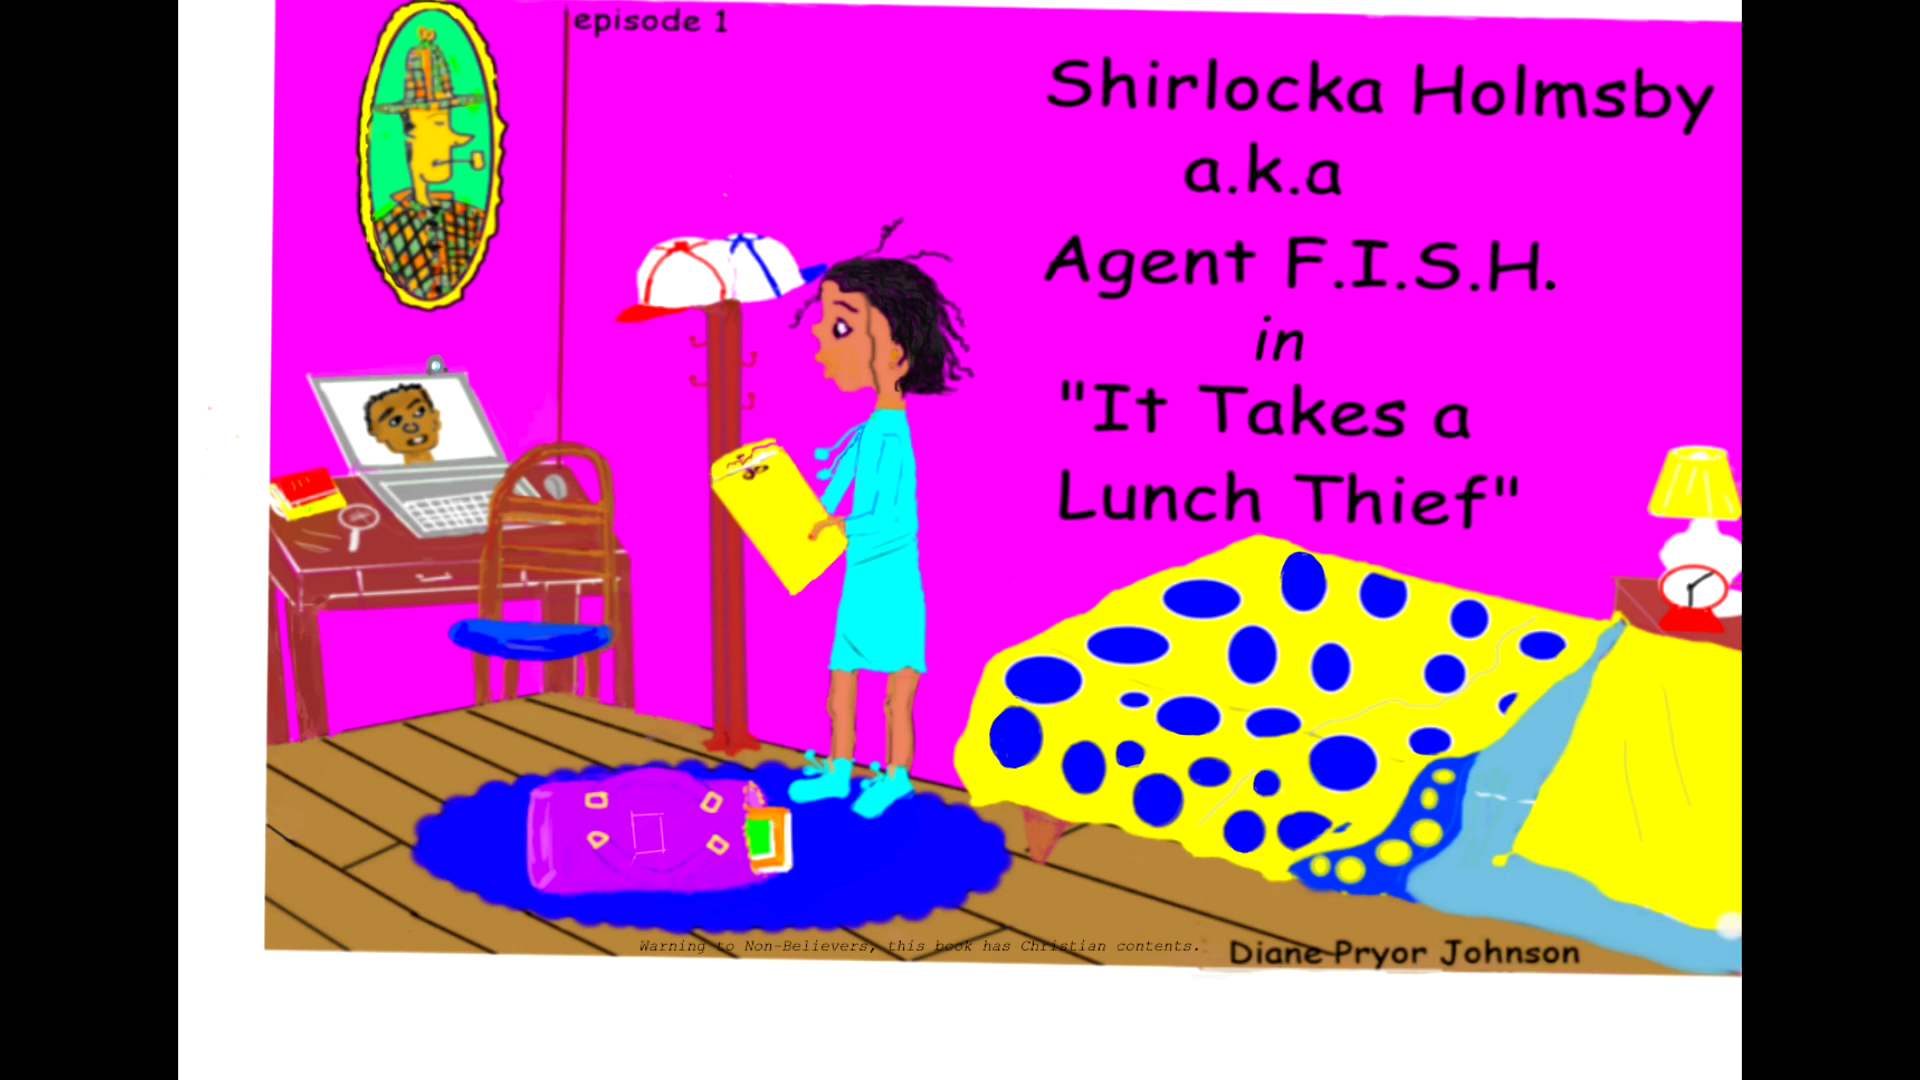 episode 1
Shirlocka Holmsby
a.k.a
Agent F.I.S.H.
in
"It Takes a
Lunch Thief"
Warning to Non-Believers, this book has Christian contents.
Diane Pryor Johnson